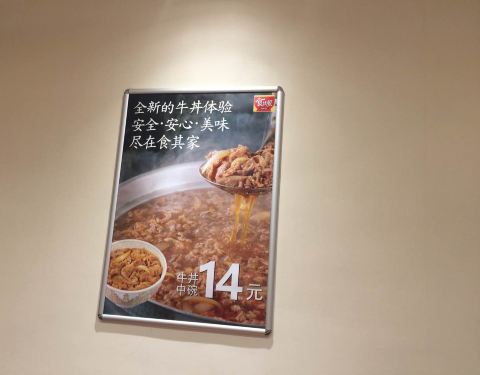 全新的牛丼体验
安全·安心·美味
尽在食其家
牛丼
中碗
14元